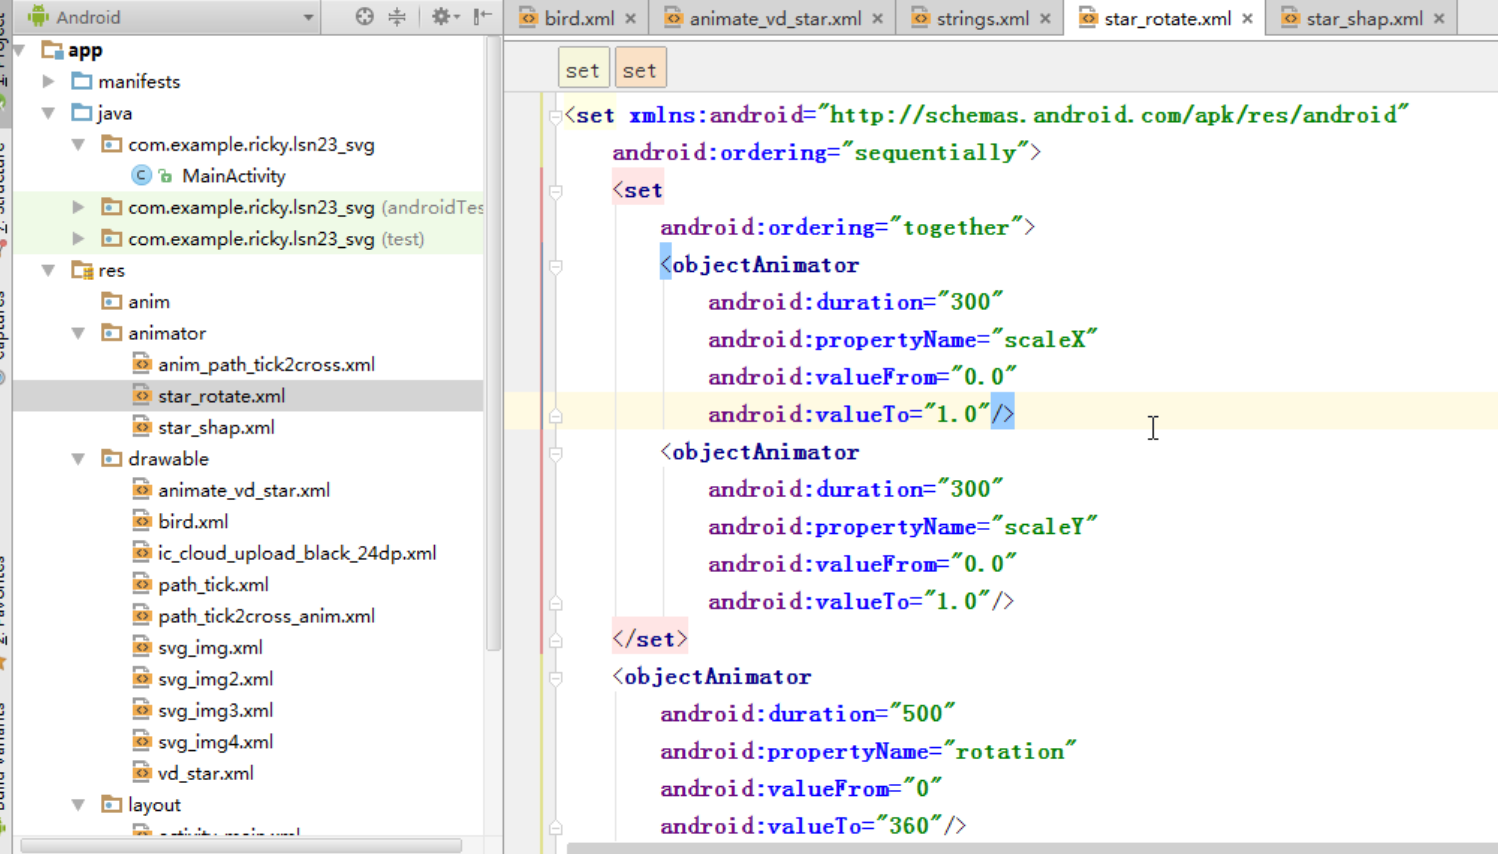 Android
bird.xml
animate_vd_star.xml
strings.xml
star_rotate.xml
star_shap.xml
app
manifests
java
com.example.ricky.lsn23_svg
MainActivity
com.example.ricky.lsn23_svg (androidTes
com.example.ricky.lsn23_svg (test)
res
anim
animator
anim_path_tick2cross.xml
star_rotate.xml
star_shap.xml
drawable
animate_vd_star.xml
bird.xml
ic_cloud_upload_black_24dp.xml
path_tick.xml
path_tick2cross_anim.xml
svg_img.xml
svg_img2.xml
svg_img3.xml
svg_img4.xml
vd_star.xml
layout
set set
<set xmlns:android="http://schemas.android.com/apk/res/android"
android:ordering="sequentially">
<set
android:ordering="together">
<objectAnimator
android:duration="300"
android:propertyName="scaleX"
android:valueFrom="0.0"
android:valueTo="1.0"/>
<objectAnimator
android:duration="300"
android:propertyName="scaleY"
android:valueFrom="0.0"
android:valueTo="1.0"/>
</set>
<objectAnimator
android:duration="500"
android:propertyName="rotation"
android:valueFrom="0"
android:valueTo="360"/>